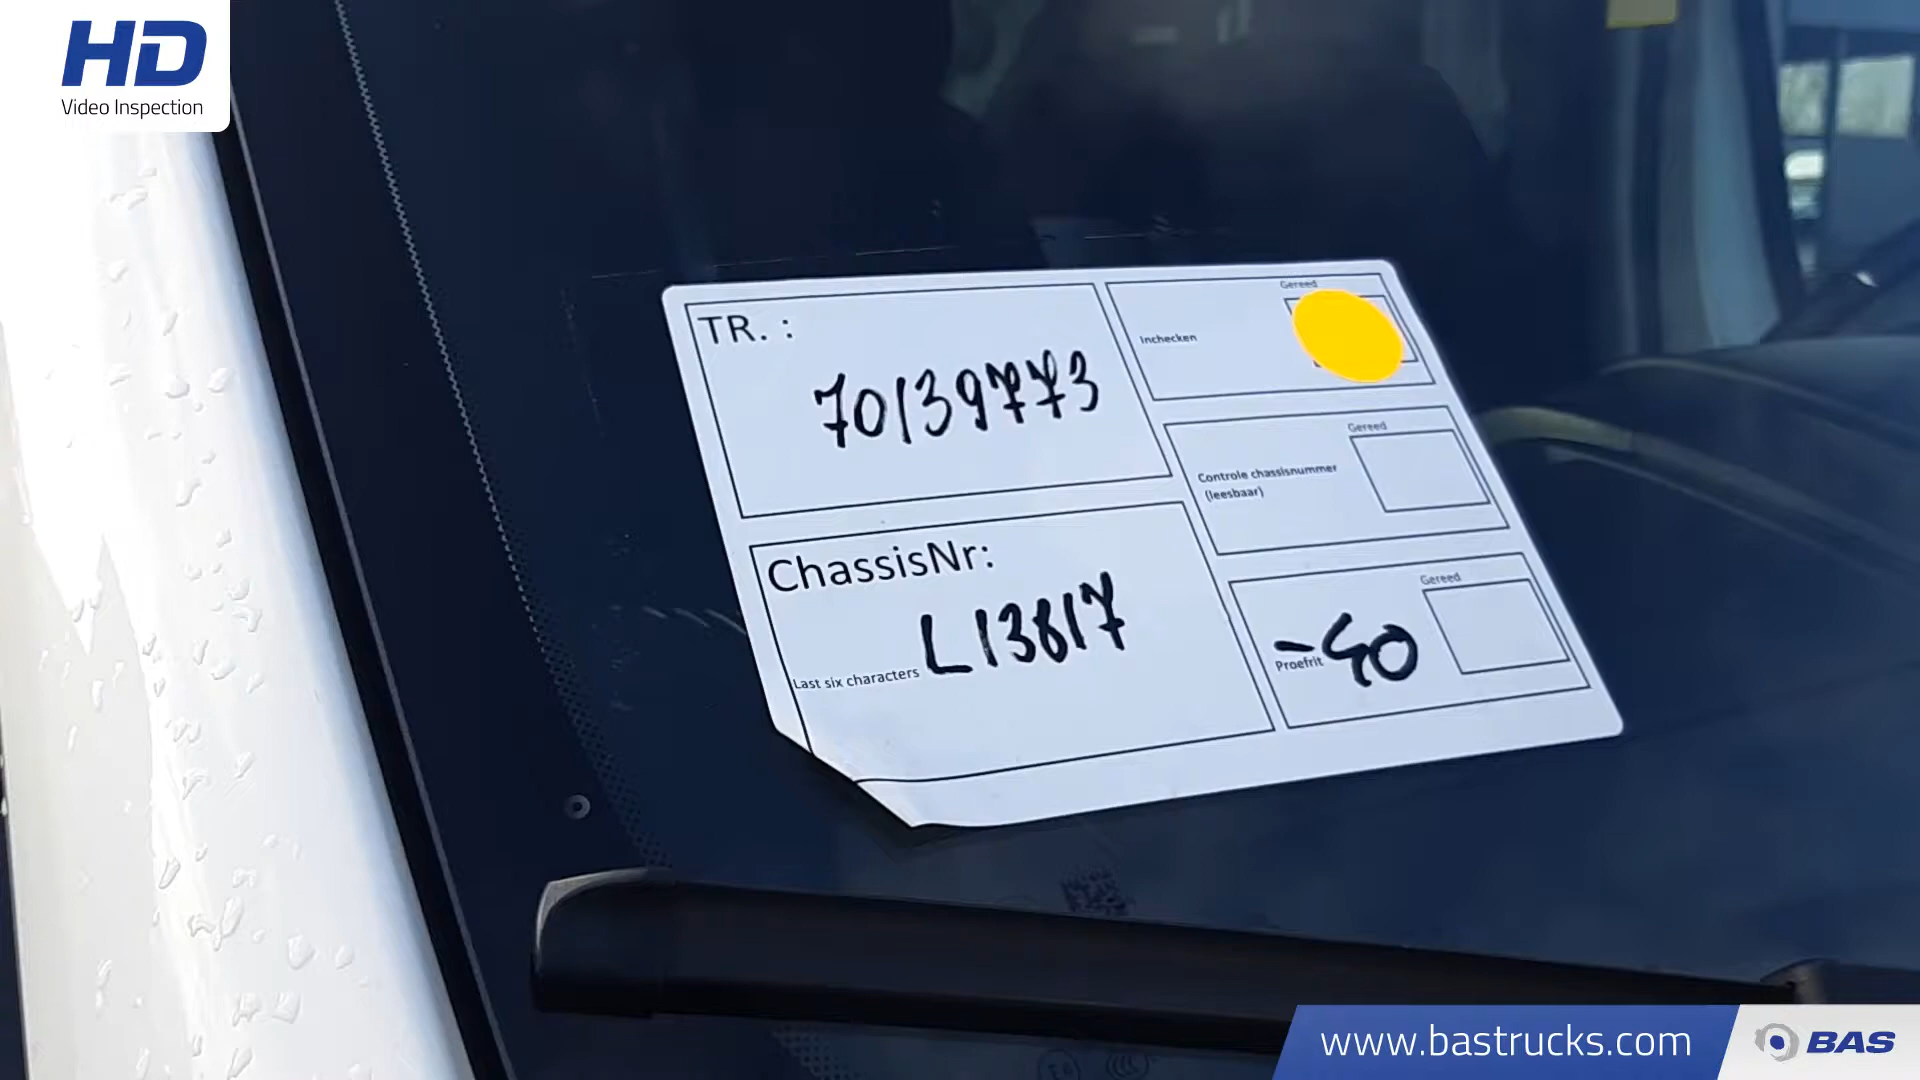 HD
Video Inspection
TR. :
70139773
ChassisNr:
Last six characters
L13817
Gereed
Inchecken
Gereed
Controle chassisnummer
(leesbaar)
Gereed
Proefrit
-40
www.bastrucks.com
BAS